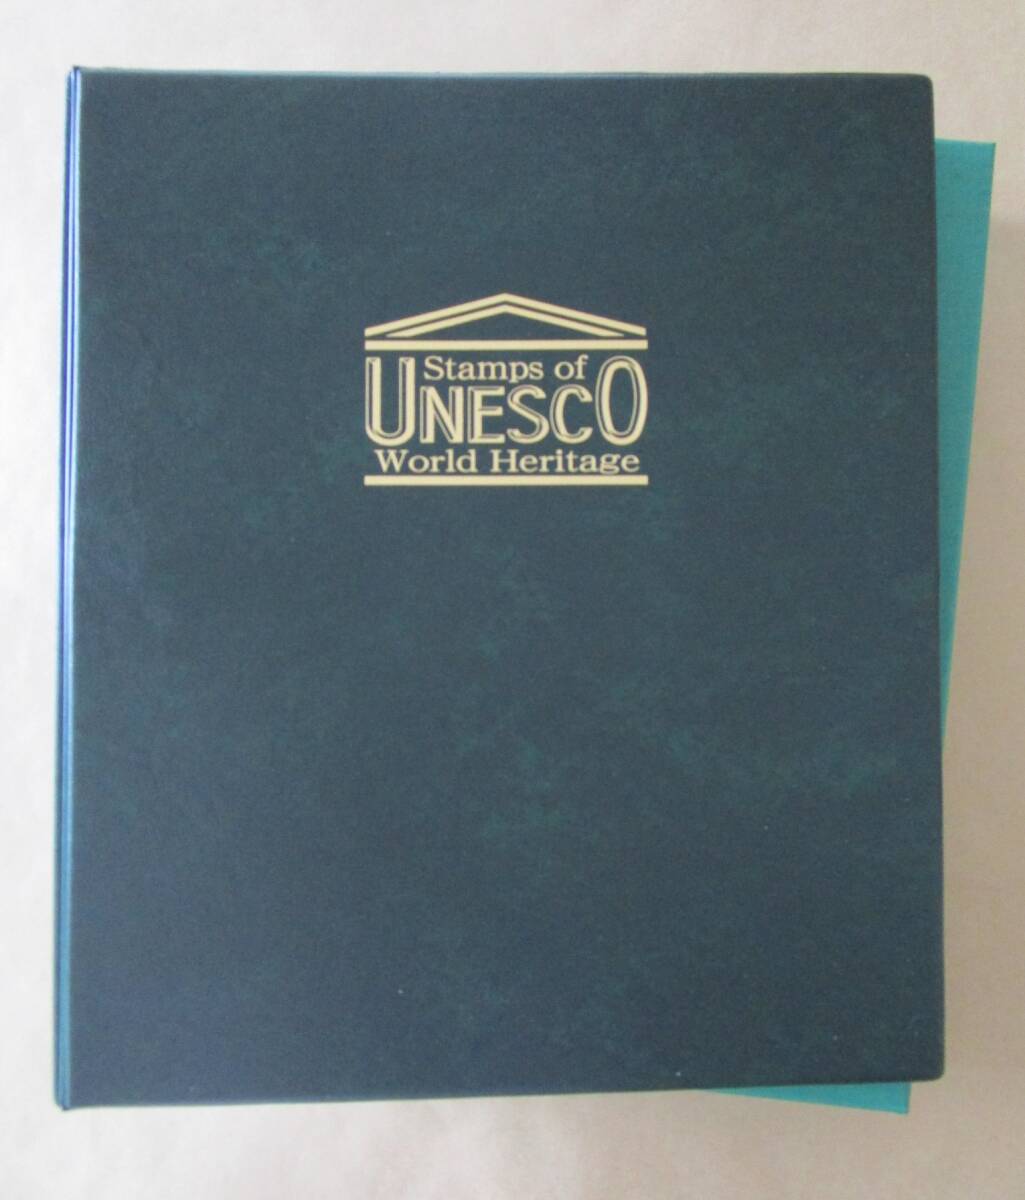 Stamps of
UNESCO
World Heritage